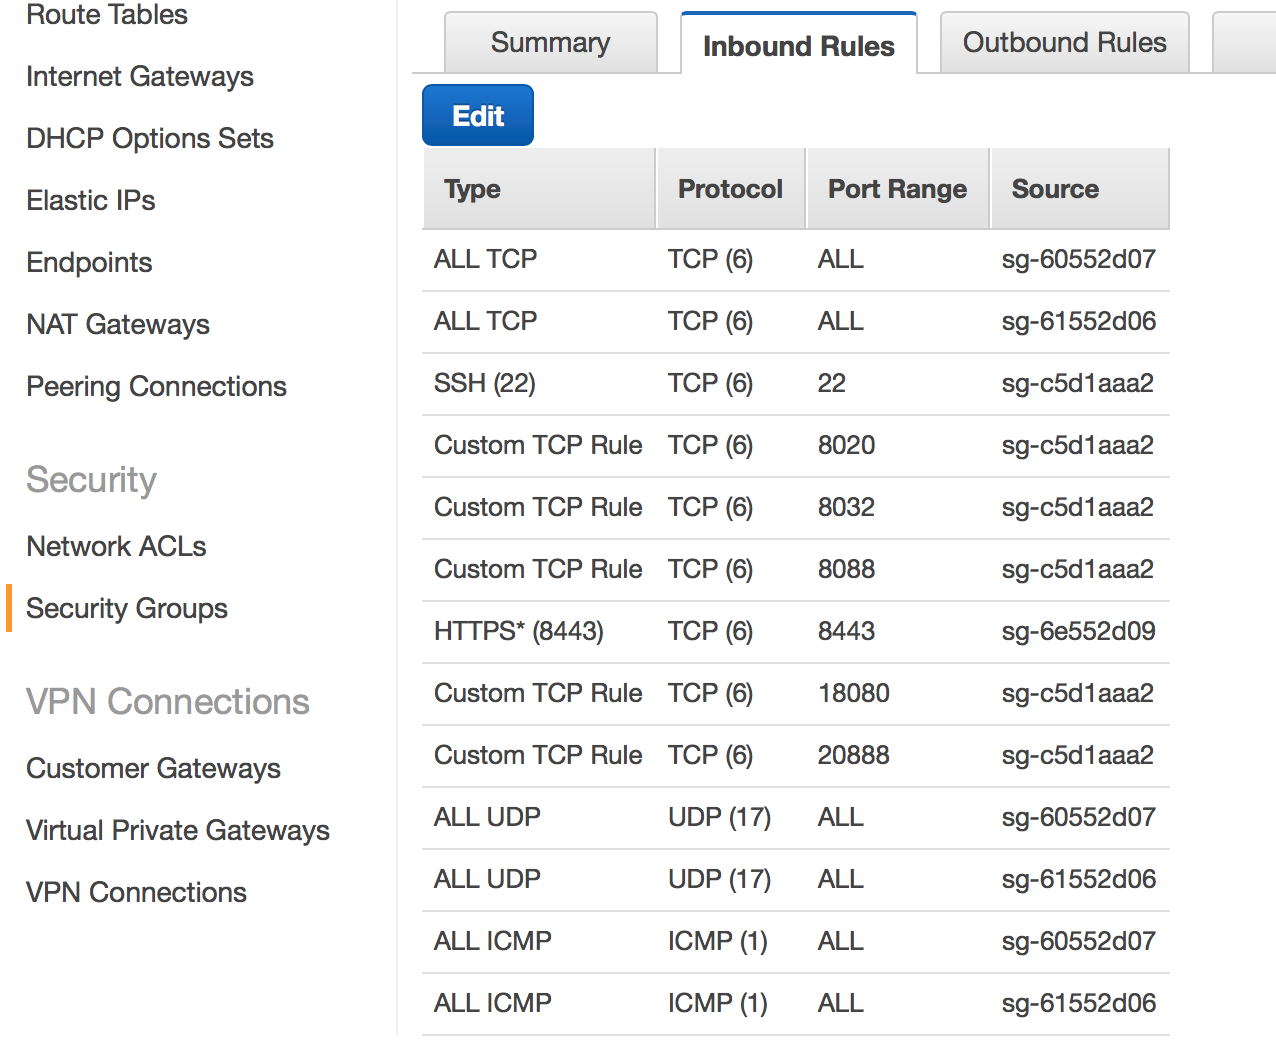 Route Tables
Internet Gateways
DHCP Options Sets
Elastic IPs
Endpoints
NAT Gateways
Peering Connections
Security
Network ACLs
Security Groups
VPN Connections
Customer Gateways
Virtual Private Gateways
VPN Connections
Summary Inbound Rules Outbound Rules
Edit
Type Protocol Port Range Source
ALL TCP TCP (6) ALL sg-60552d07
ALL TCP TCP (6) ALL sg-61552d06
SSH (22) TCP (6) 22 sg-c5d1aaa2
Custom TCP Rule TCP (6) 8020 sg-c5d1aaa2
Custom TCP Rule TCP (6) 8032 sg-c5d1aaa2
Custom TCP Rule TCP (6) 8088 sg-c5d1aaa2
HTTPS* (8443) TCP (6) 8443 sg-6e552d09
Custom TCP Rule TCP (6) 18080 sg-c5d1aaa2
Custom TCP Rule TCP (6) 20888 sg-c5d1aaa2
ALL UDP UDP (17) ALL sg-60552d07
ALL UDP UDP (17) ALL sg-61552d06
ALL ICMP ICMP (1) ALL sg-60552d07
ALL ICMP ICMP (1) ALL sg-61552d06